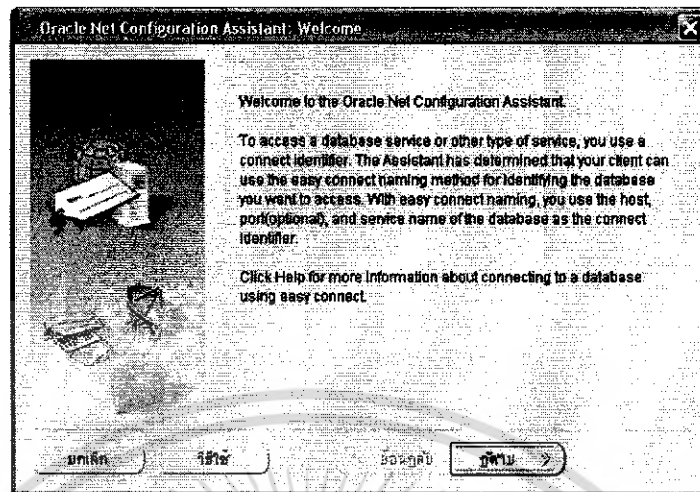 Oracle Net Configuration Assistant: Welcome
Welcome to the Oracle Net Configuration Assistant.
To access a database service or other type of service, you use a
connect identifier. The Assistant has determined that your client can
use the easy connect naming method for identifying the database
you want to access. With easy connect naming, you use the host,
port(optional), and service name of the database as the connect
identifier.
Click Help for more information about connecting to a database
using easy connect.
ยกเลิก วิธีใช้ ย้อนกลับ ถัดไป